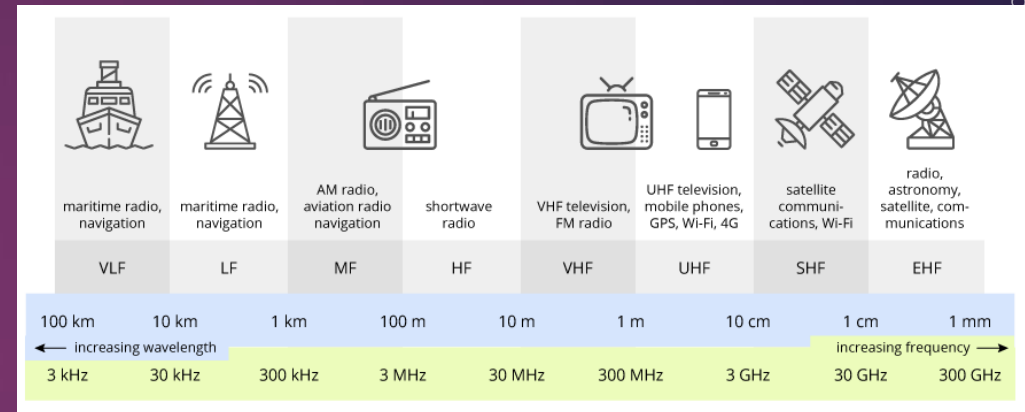 maritime radio,
navigation
maritime radio,
navigation
AM radio,
aviation radio
navigation
shortwave
radio
VHF television,
FM radio
UHF television,
mobile phones,
GPS, Wi-Fi, 4G
satellite
communi-
cations, Wi-Fi
radio,
astronomy,
satellite, com-
munications
VLF LF MF HF VHF UHF SHF EHF
100 km 10 km 1 km 100 m 10 m 1 m 10 cm 1 cm 1 mm
increasing wavelength increasing frequency
3 kHz 30 kHz 300 kHz 3 MHz 30 MHz 300 MHz 3 GHz 30 GHz 300 GHz